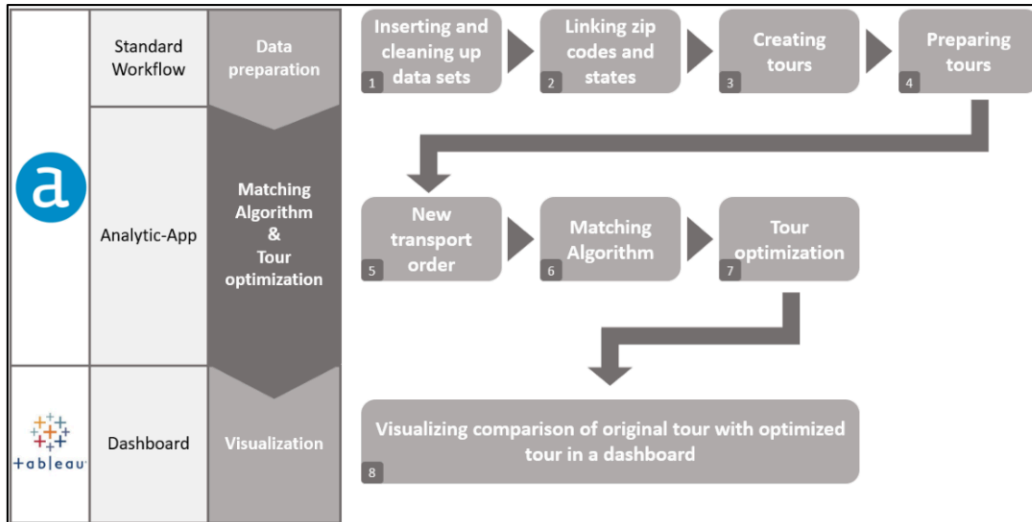 Standard
Workflow
Data
preparation
Inserting and
cleaning up
data sets
1
Linking zip
codes and
states
2
Creating
tours
3
Preparing
tours
4
a
Analytic-App
Matching
Algorithm
&
Tour
optimization
New
transport
order
5
Matching
Algorithm
6
Tour
optimization
7
+ableau
Dashboard
Visualization
Visualizing comparison of original tour with optimized
tour in a dashboard
8